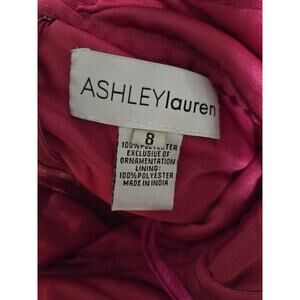 ASHLEYlauren
8
100% POLYESTER
EXCLUSIVE OF
ORNAMENTATION
LINING:
100% POLYESTER
MADE IN INDIA